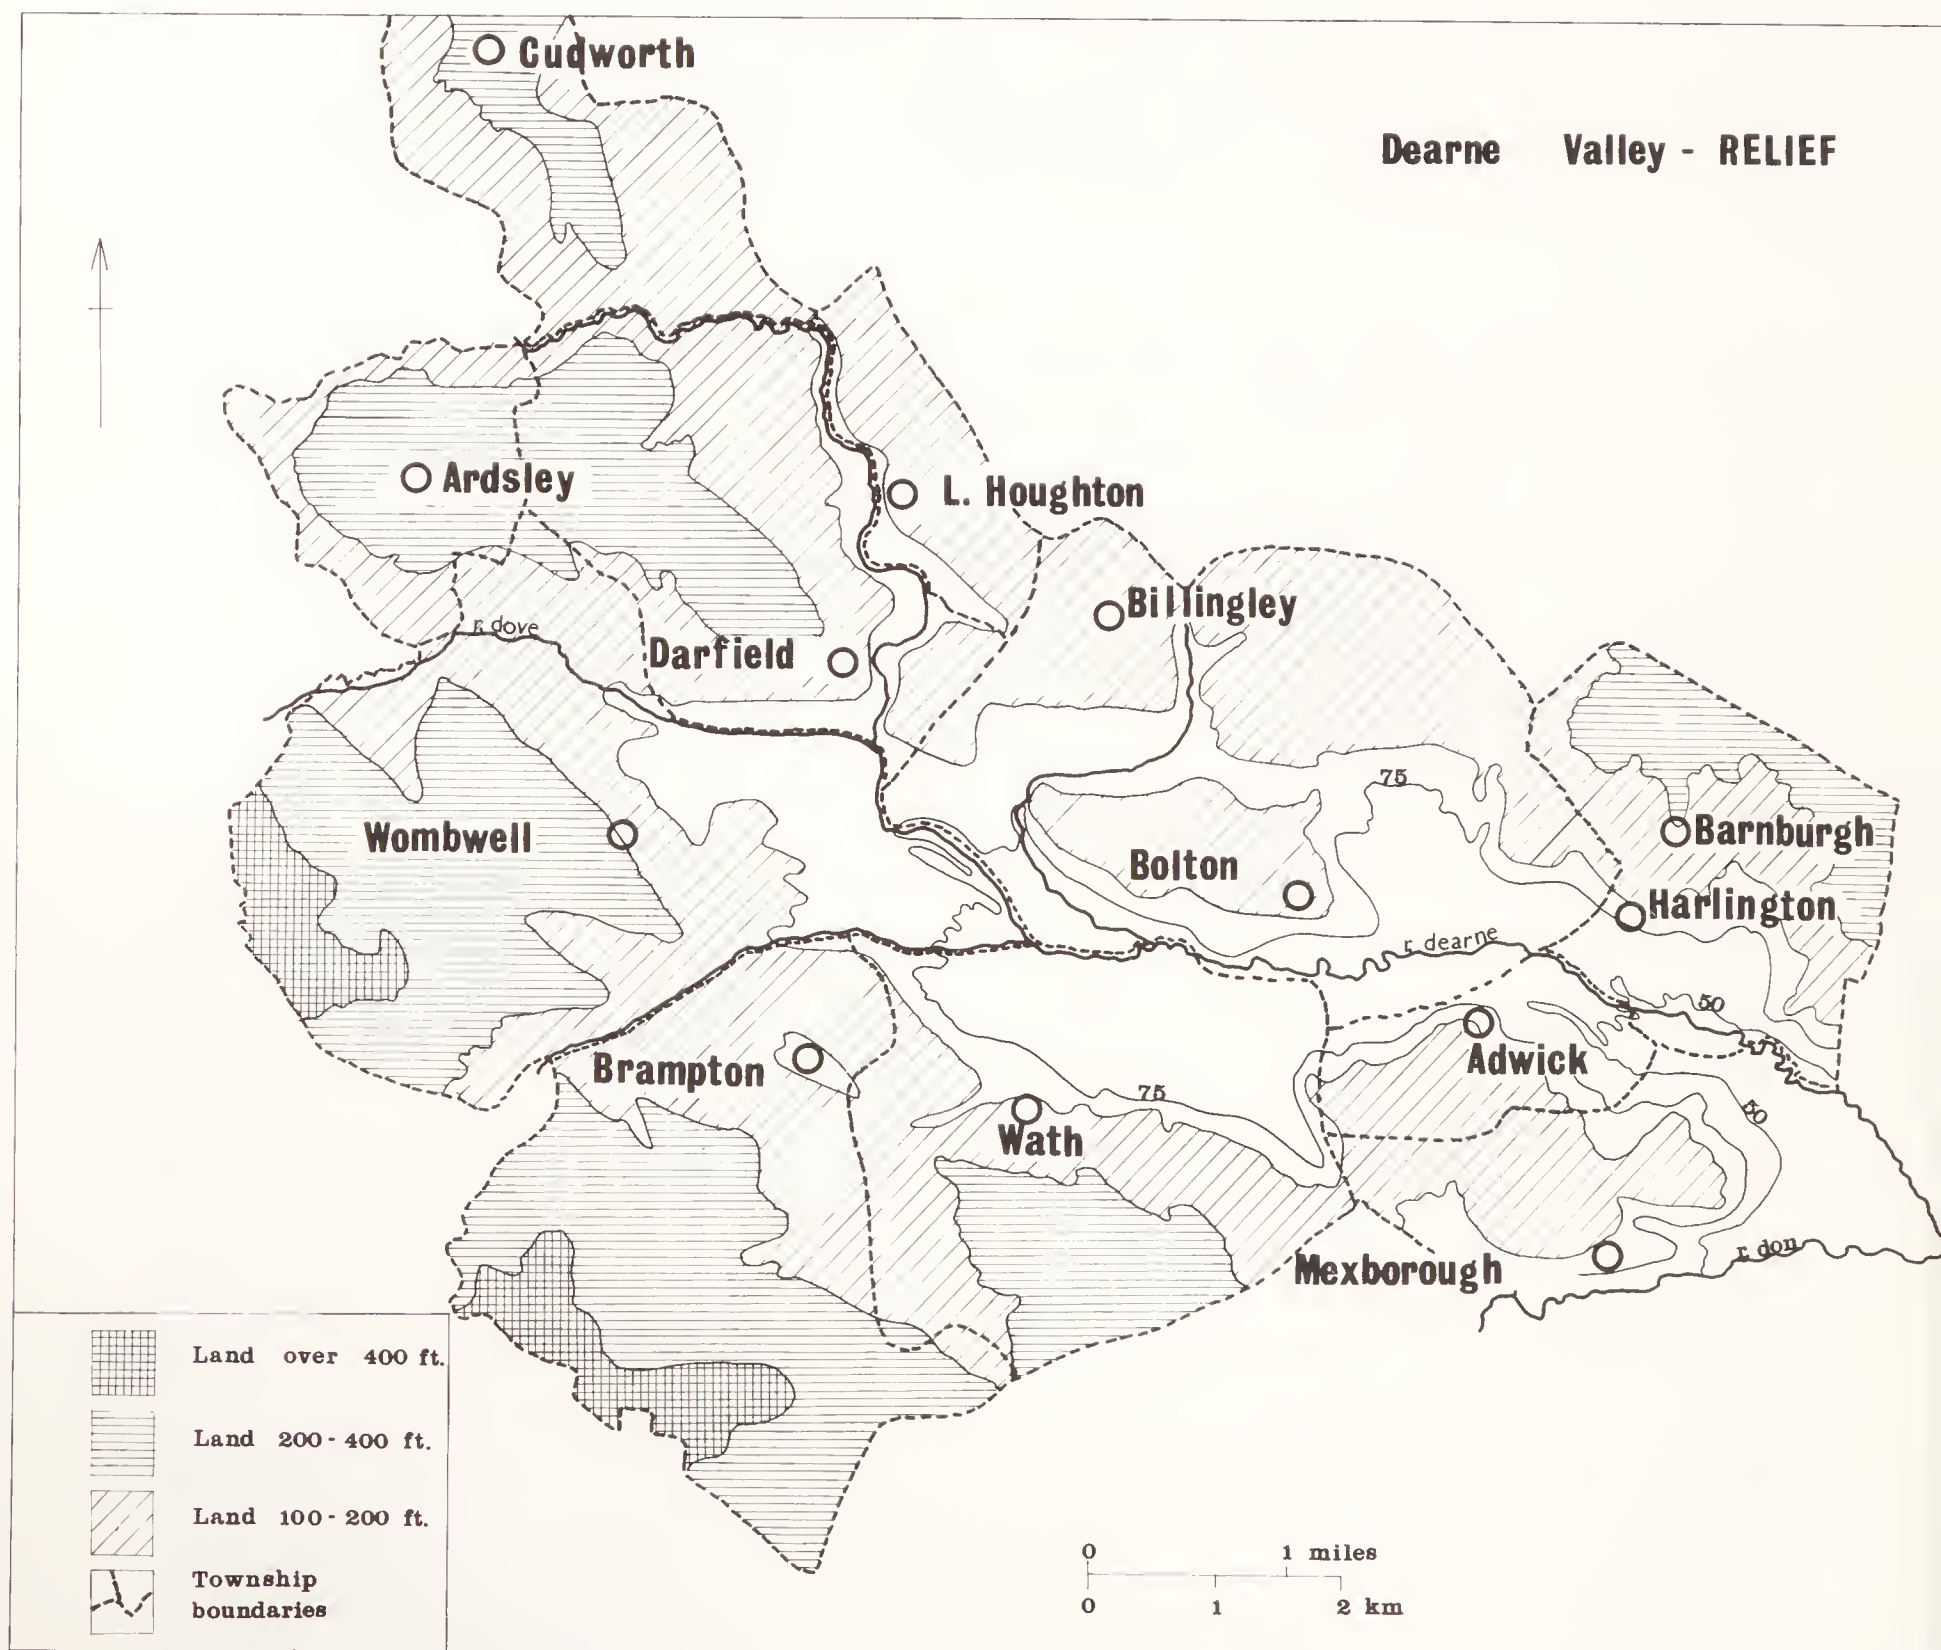 Cudworth
Dearne Valley - RELIEF
Ardsley
L. Houghton
Billingley
r. dove
Darfield
75
Wombwell
Barnburgh
Bolton
Harlington
r. dearne
50
Brampton
Adwick
75
50
Wath
r. don
Mexborough
Land over 400 ft.
Land 200 - 400 ft.
Land 100 - 200 ft.
Township
boundaries
0 1 miles
0 1 2 km